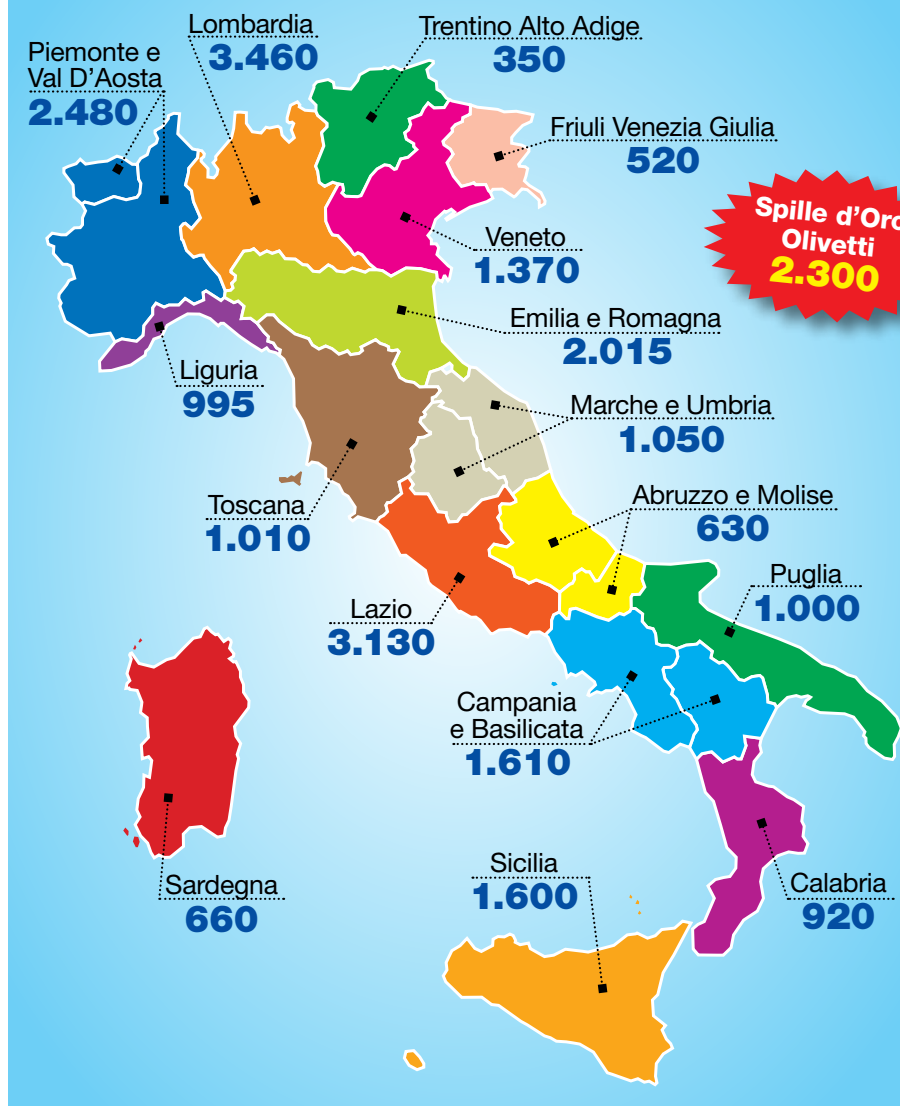 Lombardia
3.460
Trentino Alto Adige
350
Piemonte e
Val D'Aosta
2.480
Friuli Venezia Giulia
520
Spille d'Oro
Olivetti
2.300
Veneto
1.370
Emilia e Romagna
2.015
Liguria
995
Marche e Umbria
1.050
Toscana
1.010
Abruzzo e Molise
630
Puglia
1.000
Lazio
3.130
Campania
e Basilicata
1.610
Sardegna
660
Sicilia
1.600
Calabria
920